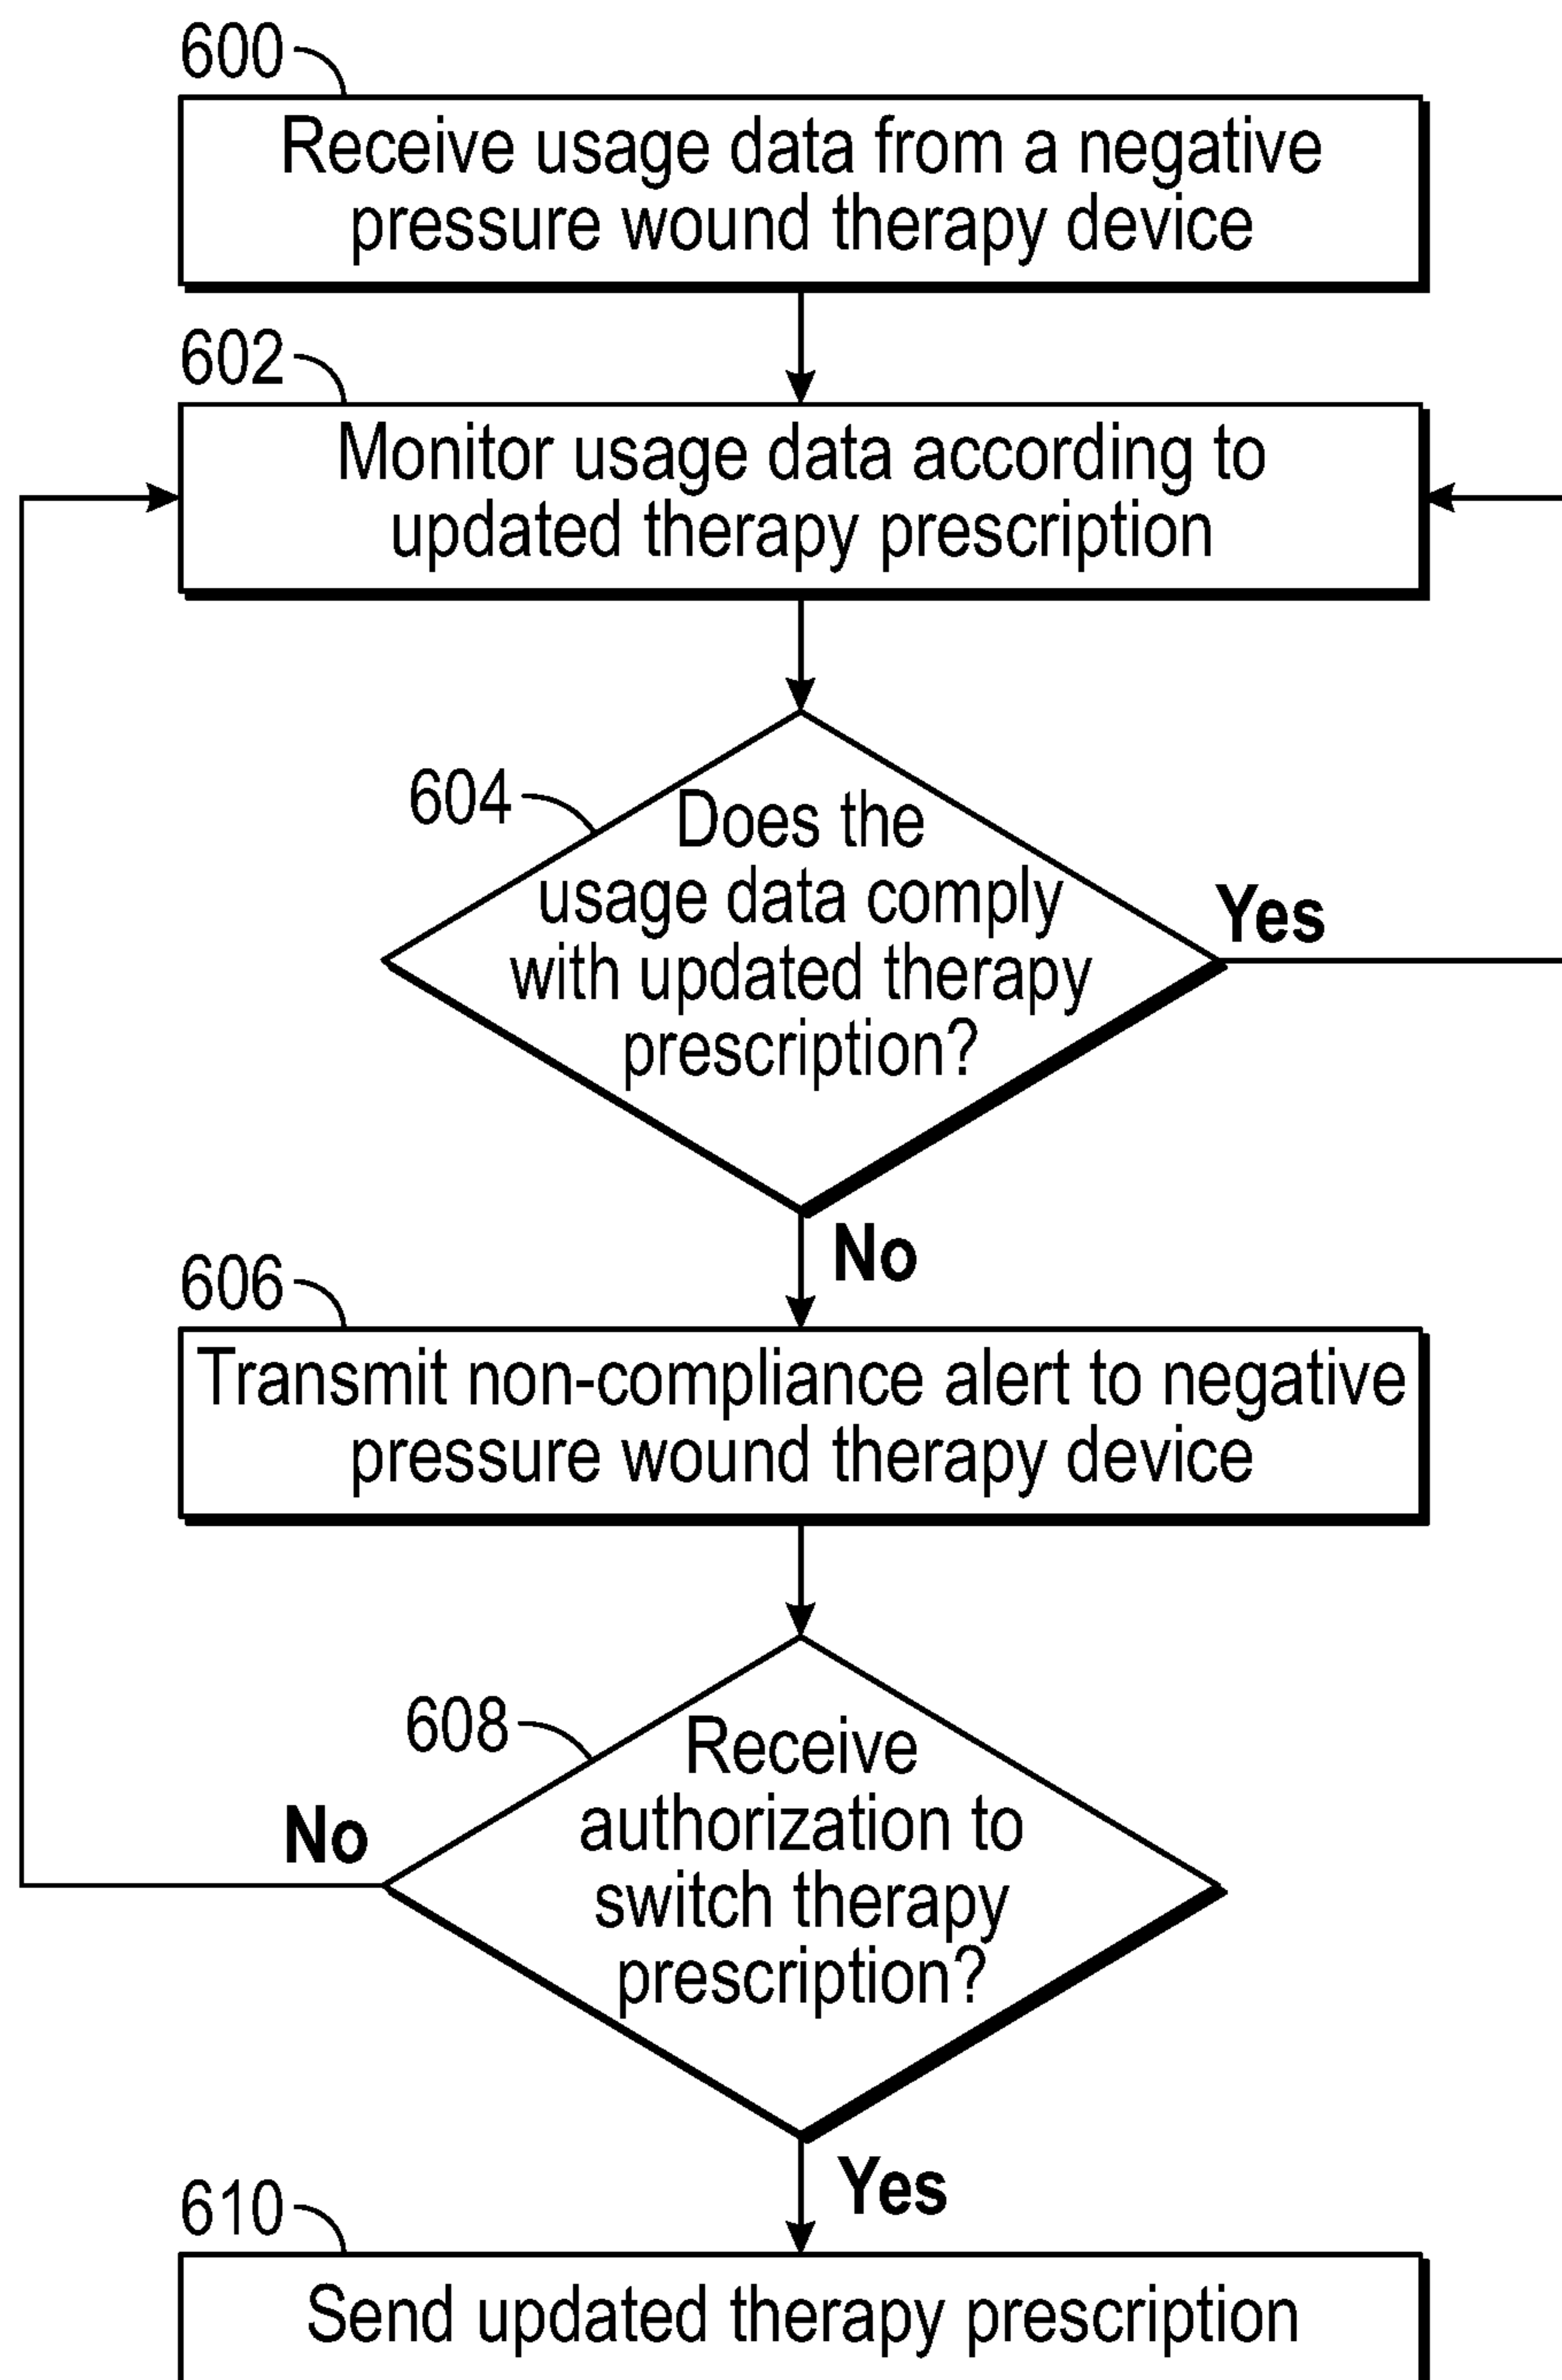 600
Receive usage data from a negative
pressure wound therapy device
602
Monitor usage data according to
updated therapy prescription
604
Does the
usage data comply
with updated therapy
prescription?
Yes
No
606
Transmit non-compliance alert to negative
pressure wound therapy device
608
Receive
authorization to
switch therapy
prescription?
No
Yes
610
Send updated therapy prescription